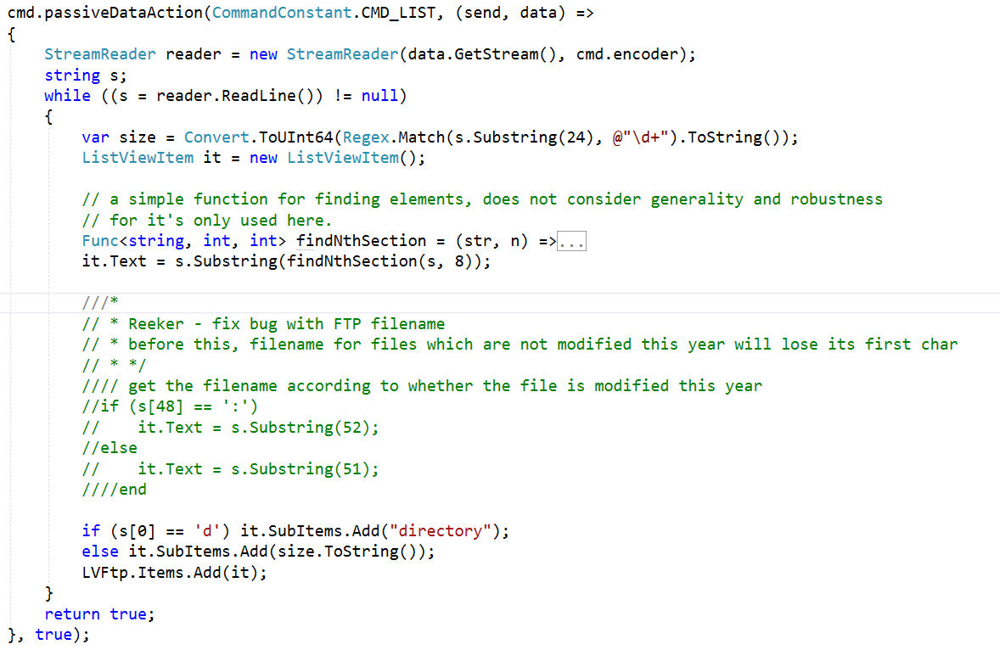 cmd.passiveDataAction(CommandConstant.CMD_LIST, (send, data) =>
{
    StreamReader reader = new StreamReader(data.GetStream(), cmd.encoder);
    string s;
    while ((s = reader.ReadLine()) != null)
    {
        var size = Convert.ToUInt64(Regex.Match(s.Substring(24), @"\d+").ToString());
        ListViewItem it = new ListViewItem();

        // a simple function for finding elements, does not consider generality and robustness
        // for it's only used here.
        Func<string, int, int> findNthSection = (str, n) =>...
        it.Text = s.Substring(findNthSection(s, 8));

        ///*
        // * Reeker - fix bug with FTP filename
        // * before this, filename for files which are not modified this year will lose its first char
        // * */
        //// get the filename according to whether the file is modified this year
        //if (s[48] == ':')
        //    it.Text = s.Substring(52);
        //else
        //    it.Text = s.Substring(51);
        ////end

        if (s[0] == 'd') it.SubItems.Add("directory");
        else it.SubItems.Add(size.ToString());
        LVFtp.Items.Add(it);
    }
    return true;
}, true);